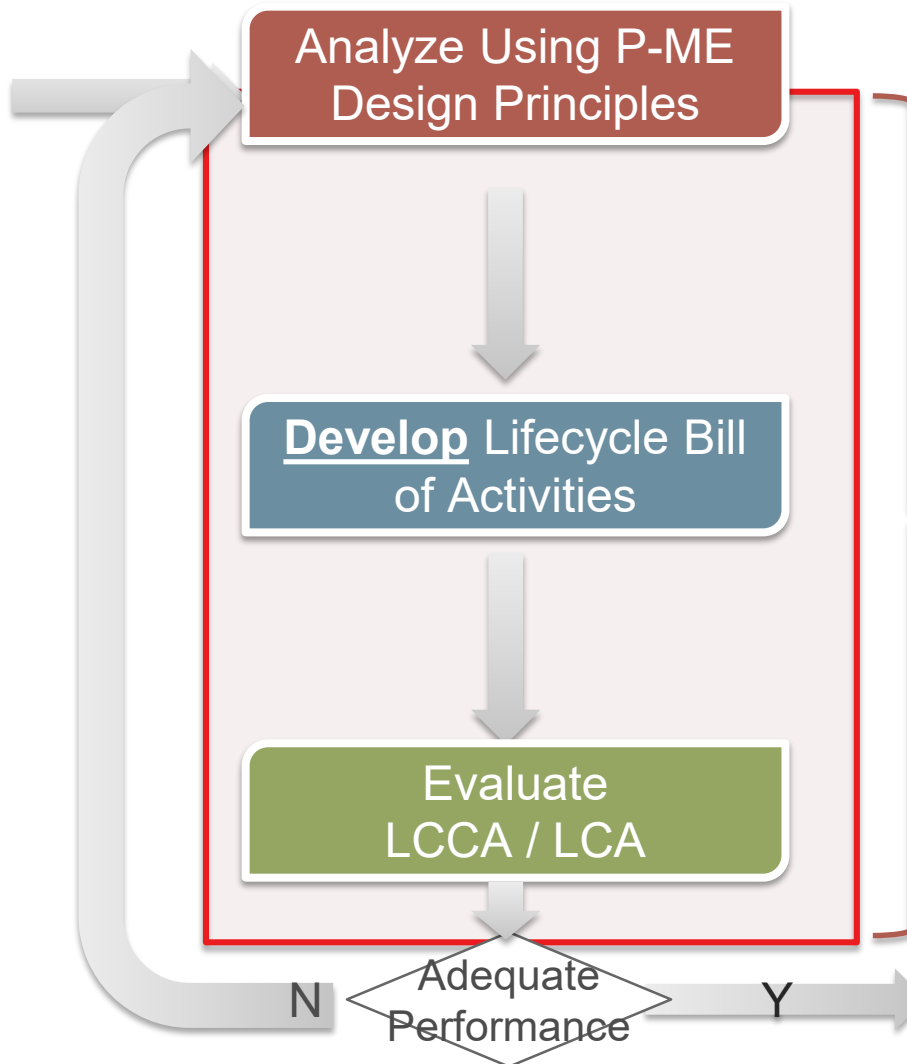 Analyze Using P-ME
Design Principles
Develop Lifecycle Bill
of Activities
Evaluate
LCCA / LCA
Adequate
Performance
N
Y